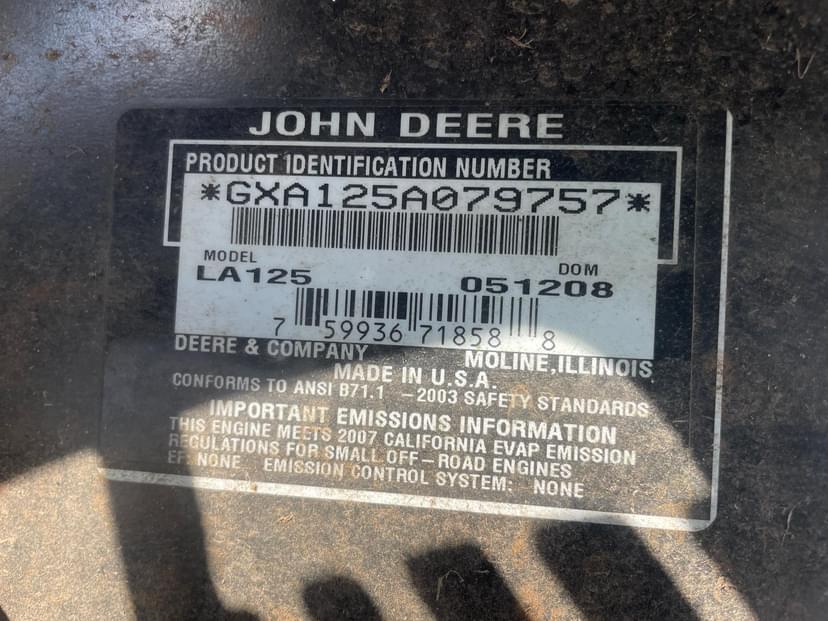 JOHN DEERE
PRODUCT IDENTIFICATION NUMBER
*GXA125A079757*
MODEL DOM
LA125 051208
7 59936 71858 8
DEERE & COMPANY MOLINE, ILLINOIS
MADE IN U.S.A.
CONFORMS TO ANSI B71.1 -2003 SAFETY STANDARDS
IMPORTANT EMISSIONS INFORMATION
THIS ENGINE MEETS 2007 CALIFORNIA EVAP EMISSION
REGULATIONS FOR SMALL OFF-ROAD ENGINES
EF: NONE EMISSION CONTROL SYSTEM: NONE